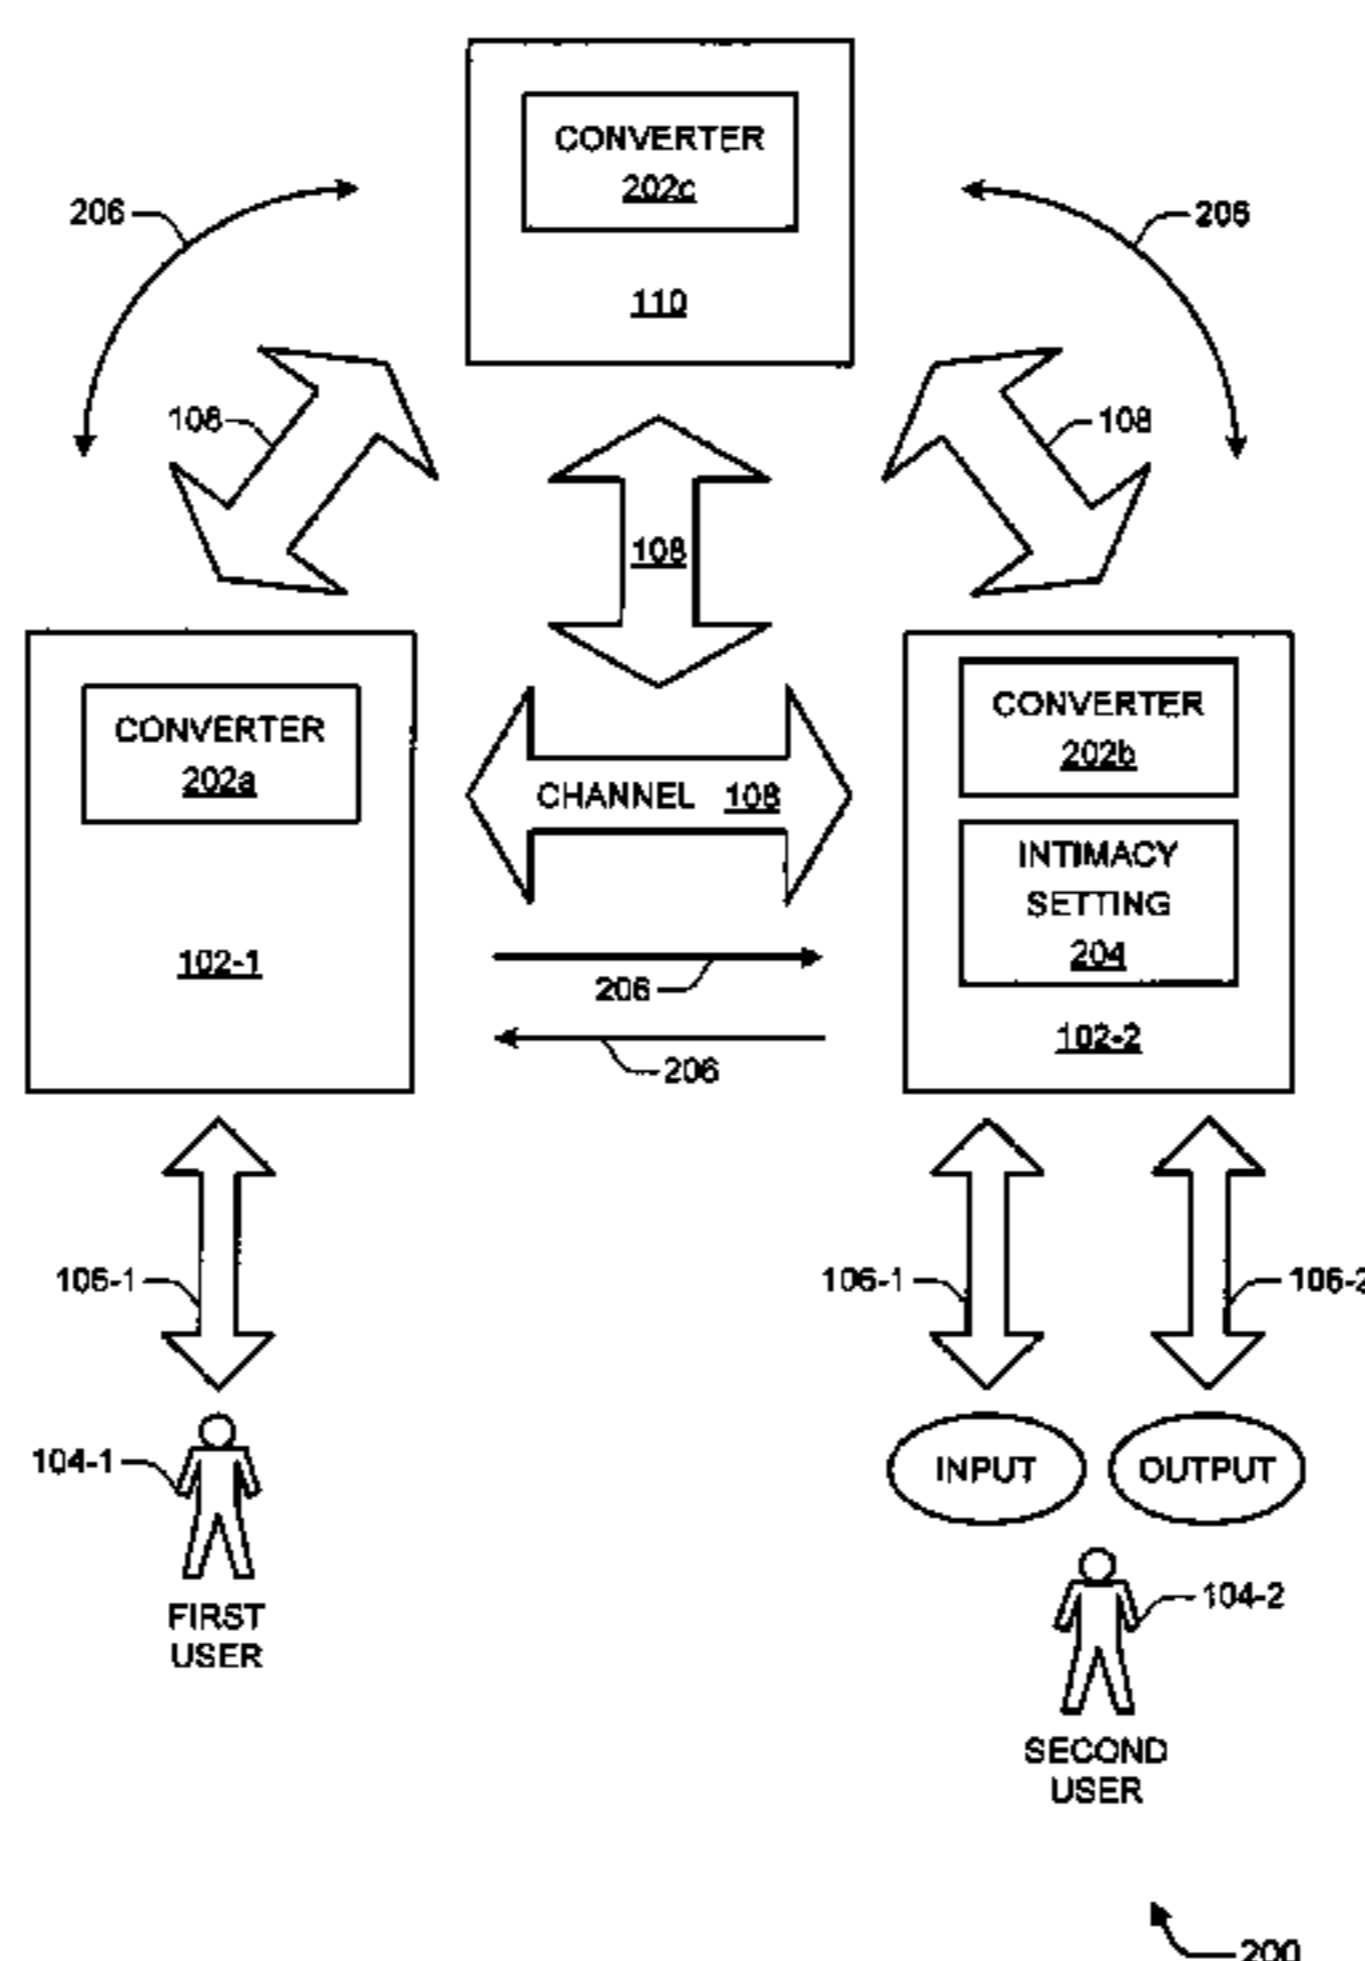 CONVERTER
202c
110
206
206
108
108
108
CONVERTER
202a
102-1
CHANNEL 108
CONVERTER
202b
INTIMACY
SETTING
204
102-2
206
206
106-1
106-1
106-2
104-1
INPUT
OUTPUT
FIRST
USER
104-2
SECOND
USER
200